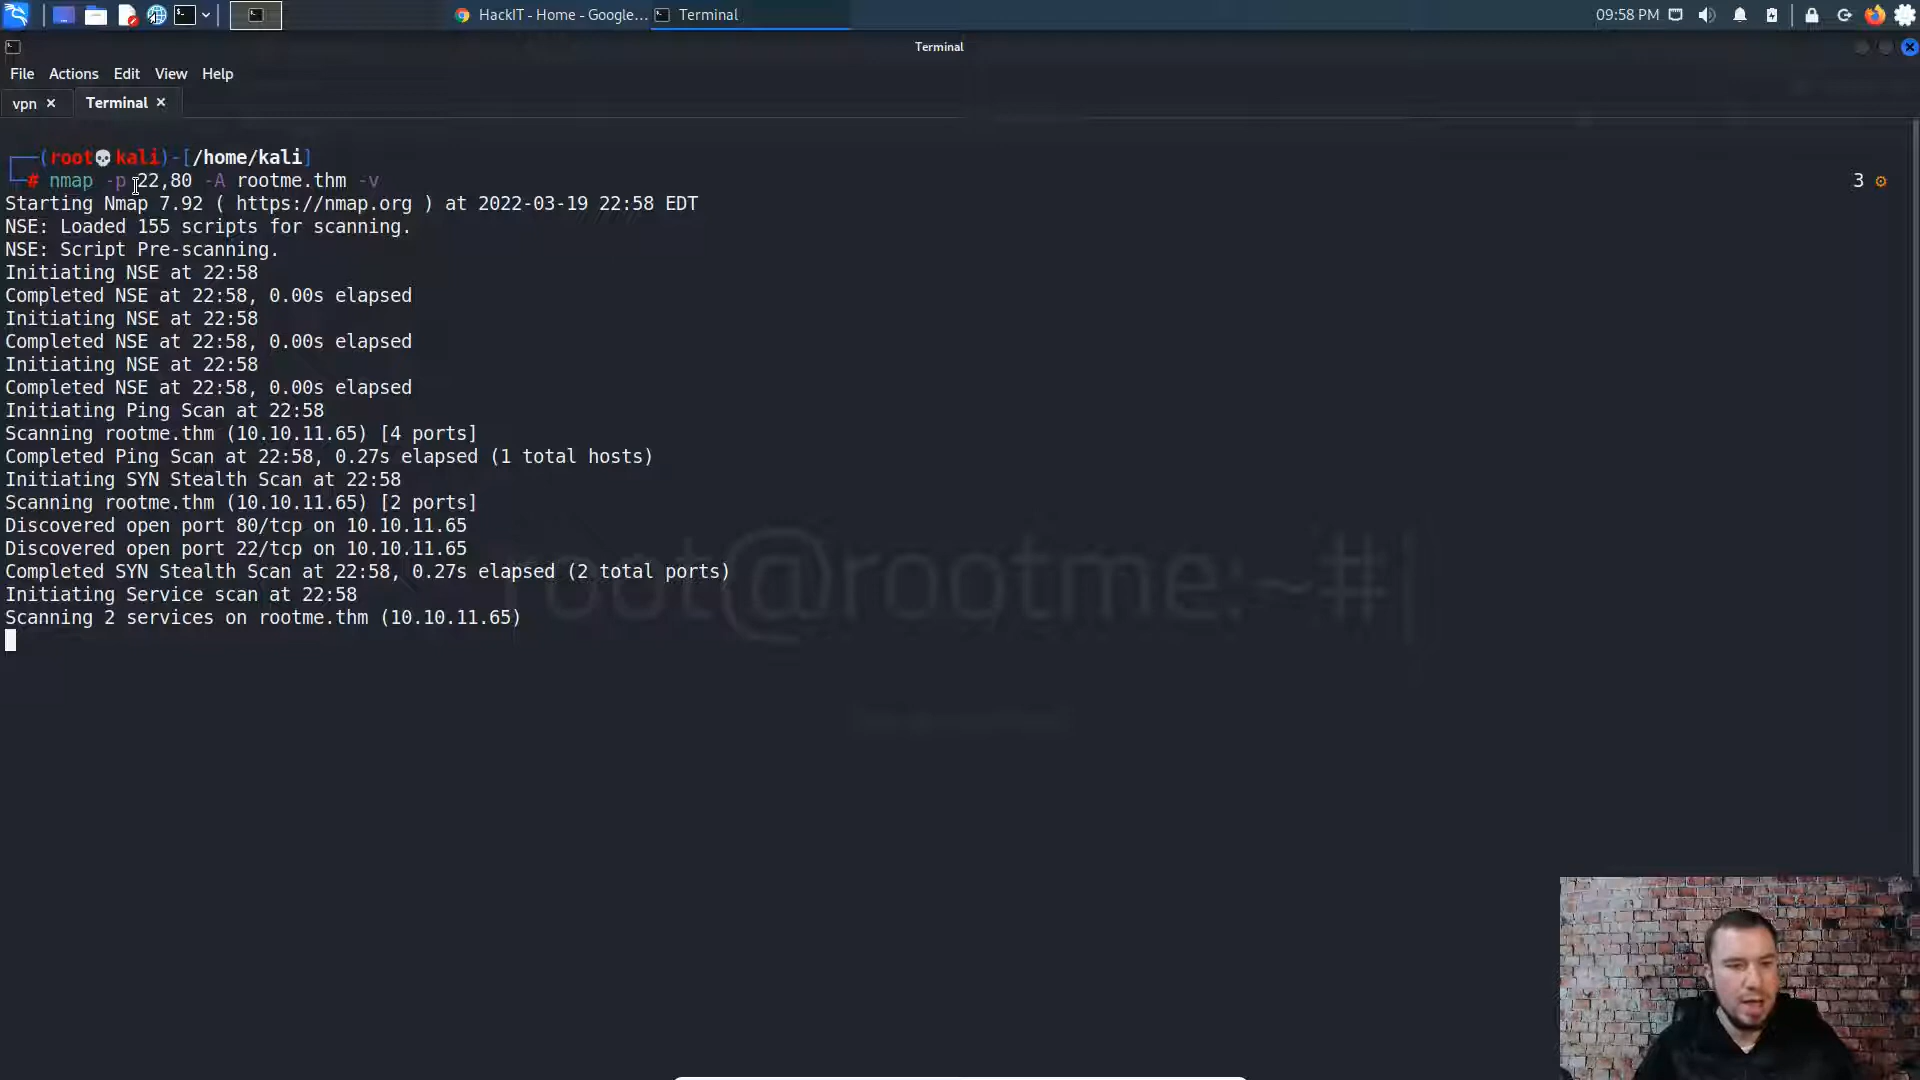 HackIT - Home - Google...
Terminal
09:58 PM
Terminal
File Actions Edit View Help
vpn
Terminal
(root💀kali)-[/home/kali]
# nmap -p 22,80 -A rootme.thm -v
3
Starting Nmap 7.92 ( https://nmap.org ) at 2022-03-19 22:58 EDT
NSE: Loaded 155 scripts for scanning.
NSE: Script Pre-scanning.
Initiating NSE at 22:58
Completed NSE at 22:58, 0.00s elapsed
Initiating NSE at 22:58
Completed NSE at 22:58, 0.00s elapsed
Initiating NSE at 22:58
Completed NSE at 22:58, 0.00s elapsed
Initiating Ping Scan at 22:58
Scanning rootme.thm (10.10.11.65) [4 ports]
Completed Ping Scan at 22:58, 0.27s elapsed (1 total hosts)
Initiating SYN Stealth Scan at 22:58
Scanning rootme.thm (10.10.11.65) [2 ports]
Discovered open port 80/tcp on 10.10.11.65
Discovered open port 22/tcp on 10.10.11.65
Completed SYN Stealth Scan at 22:58, 0.27s elapsed (2 total ports)
Initiating Service scan at 22:58
Scanning 2 services on rootme.thm (10.10.11.65)
root@rootme:~#